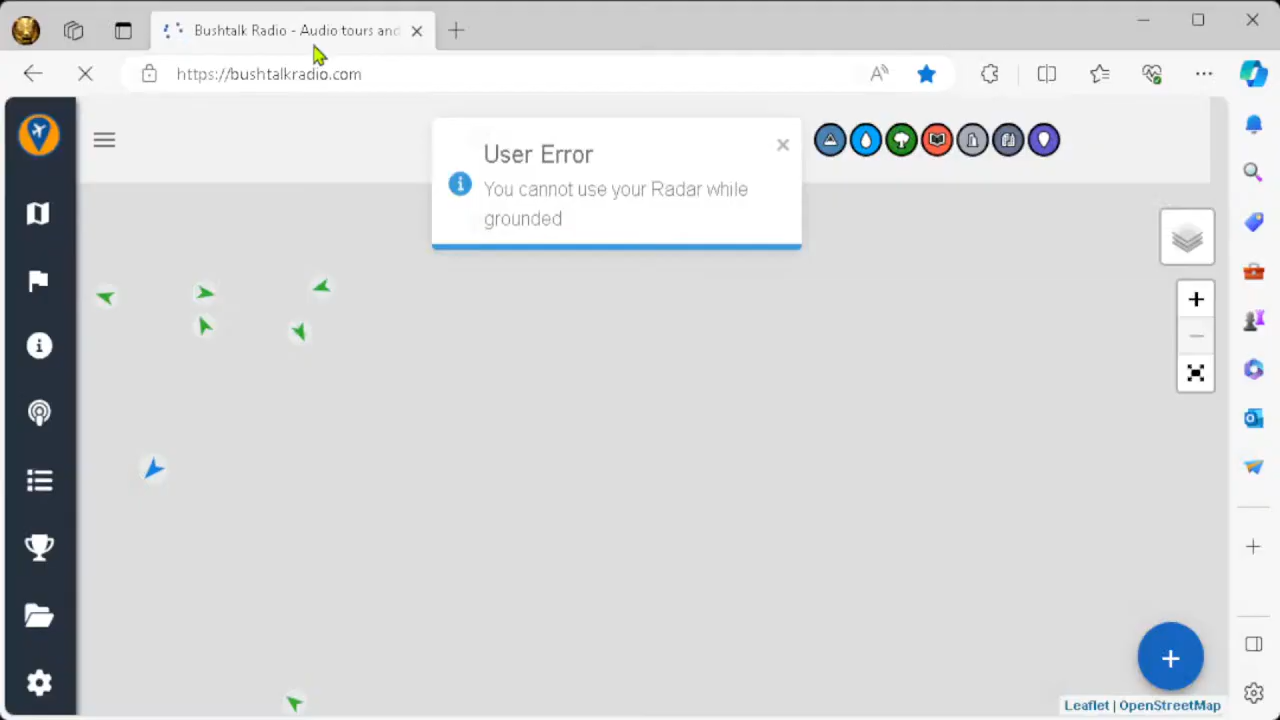 Bushtalk Radio - Audio tours and
https://bushtalkradio.com
User Error
You cannot use your Radar while
grounded
Leaflet | OpenStreetMap